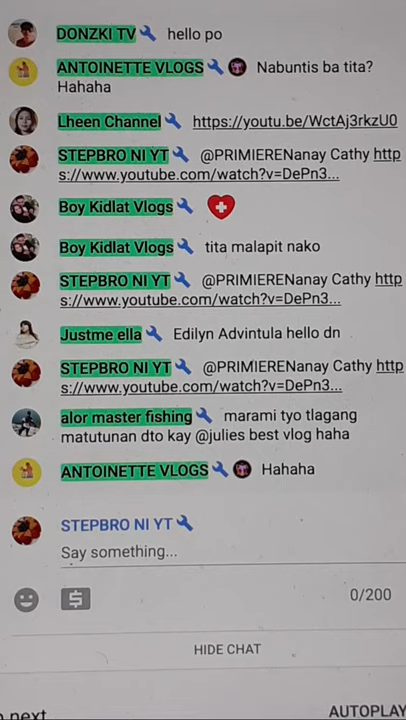 DONZKI TV hello po
ANTOINETTE VLOGS Nabuntis ba tita?
Hahaha
Lheen Channel https://youtu.be/WctAj3rkzU0
STEPBRO NI YT @PRIMIERENanay Cathy http
s://www.youtube.com/watch?v=DePn3...
Boy Kidlat Vlogs
Boy Kidlat Vlogs tita malapit nako
STEPBRO NI YT @PRIMIERENanay Cathy http
s://www.youtube.com/watch?v=DePn3...
Justme ella Edilyn Advintula hello dn
STEPBRO NI YT @PRIMIERENanay Cathy http
s://www.youtube.com/watch?v=DePn3...
alor master fishing marami tyo tlagang
matutunan dto kay @julies best vlog haha
ANTOINETTE VLOGS Hahaha
STEPBRO NI YT
Say something...
0/200
HIDE CHAT
next
AUTOPLAY